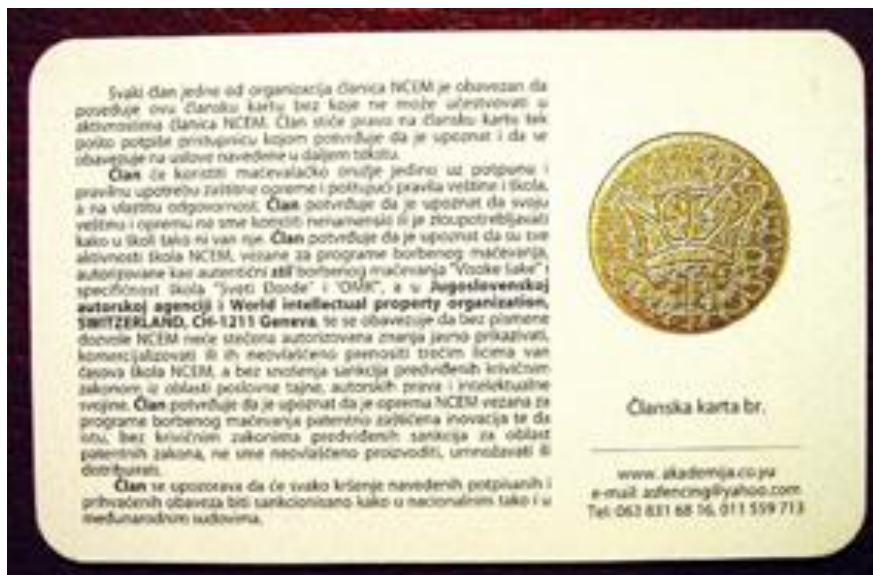 Svaki član jedne od organizacija članica NCEM je obavezan da
poseduje ovu člansku kartu bez koje ne može učestvovati u
aktivnostima članica NCEM. Član stiče pravo na člansku kartu tek
pošto potpiše pristupnicu kojom potvrđuje da je upoznat i da se
obavezuje na uslove navedene u daljem tekstu.
Član će koristiti mačevalačko oružje jedino uz potpunu i
pravilnu upotrebu zaštitne opreme i poštujući pravila veštine i škola,
a na vlastitu odgovornost. Član potvrđuje da je upoznat da svoju
veštinu i opremu ne sme koristiti nenamenski ili je zloupotrebljavati
kako u školi tako ni van nje. Član potvrđuje da je upoznat da su sve
aktivnosti škola NCEM, vezane za programe borbenog mačevanja,
autorizovane kao autentični stil borbenog mačevanja "Visoke šake" i
specifičnost škola "Sveti Đorđe" i "OMK", a u Jugoslovenskoj
autorskoj agenciji i World intellectual property organization,
SWITZERLAND, CH-1211 Geneva, te se obavezuje da bez pismene
dozvole NCEM neće stečena autorizovana znanja javno prikazivati,
komercijalizovati ili ih neovlašćeno prenositi trećim licima van
časova škola NCEM, a bez snošenja sankcija predviđenih krivičnim
zakonom iz oblasti poslovne tajne, autorskih prava i intelektualne
svojine. Član potvrđuje da je upoznat da je oprema NCEM vezana za
programe borbenog mačevanja patentno zaštićena inovacija te da
istu, bez krivičnim zakonima predviđenih sankcija za oblast
patentnih zakona, ne sme neovlašćeno proizvoditi, umnožavati ili
distribuirati.
Član se upozorava da će svako kršenje navedenih potpisanih i
prihvaćenih obaveza biti sankcionisano kako u nacionalnim tako i u
međunarodnim sudovima.
Članska karta br.
www. akademija.co.yu
e-mail: asfencing@yahoo.com
Tel: 063 831 68 16, 011 559 713